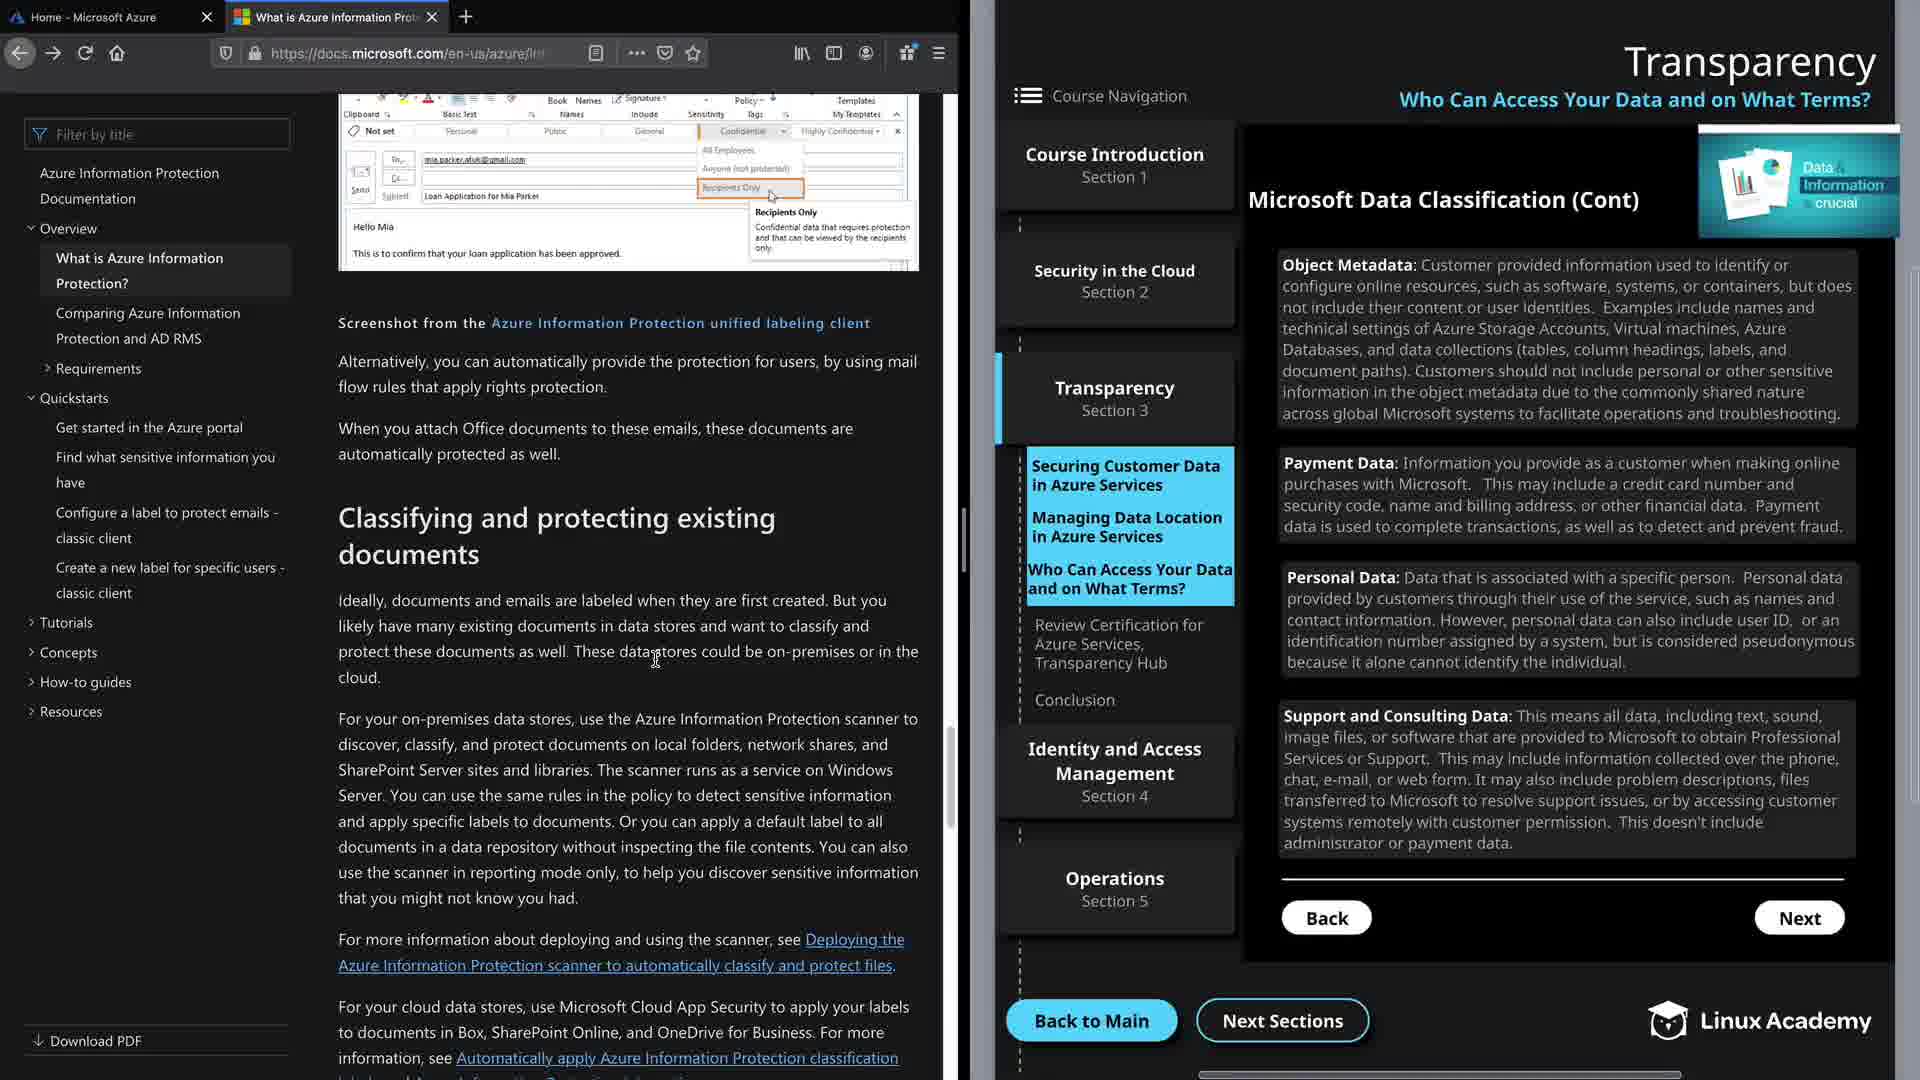 Home - Microsoft Azure
What is Azure Information Prot
https://docs.microsoft.com/en-us/azure/in
Filter by title
Azure Information Protection
Documentation
Overview
What is Azure Information
Protection?
Comparing Azure Information
Protection and AD RMS
Requirements
Quickstarts
Get started in the Azure portal
Find what sensitive information you
have
Configure a label to protect emails -
classic client
Create a new label for specific users -
classic client
Tutorials
Concepts
How-to guides
Resources
Download PDF
Book Names Signature Policy Templates
Clipboard Basic Text Names Include Sensitivity Tags My Templates
Not set Personal Public General Confidential Highly Confidential
All Employees
Anyone (not protected)
Recipients Only
To... mia.parker.atuk@gmail.com
Cc...
Send
Subject Loan Application for Mia Parker
Recipients Only
Confidential data that requires protection
and that can be viewed by the recipients
only.
Hello Mia
This is to confirm that your loan application has been approved.
Screenshot from the Azure Information Protection unified labeling client
Alternatively, you can automatically provide the protection for users, by using mail
flow rules that apply rights protection.
When you attach Office documents to these emails, these documents are
automatically protected as well.
Classifying and protecting existing
documents
Ideally, documents and emails are labeled when they are first created. But you
likely have many existing documents in data stores and want to classify and
protect these documents as well. These data stores could be on-premises or in the
cloud.
For your on-premises data stores, use the Azure Information Protection scanner to
discover, classify, and protect documents on local folders, network shares, and
SharePoint Server sites and libraries. The scanner runs as a service on Windows
Server. You can use the same rules in the policy to detect sensitive information
and apply specific labels to documents. Or you can apply a default label to all
documents in a data repository without inspecting the file contents. You can also
use the scanner in reporting mode only, to help you discover sensitive information
that you might not know you had.
For more information about deploying and using the scanner, see Deploying the
Azure Information Protection scanner to automatically classify and protect files.
For your cloud data stores, use Microsoft Cloud App Security to apply your labels
to documents in Box, SharePoint Online, and OneDrive for Business. For more
information, see Automatically apply Azure Information Protection classification
Transparency
Who Can Access Your Data and on What Terms?
Course Navigation
Course Introduction
Section 1
Security in the Cloud
Section 2
Transparency
Section 3
Securing Customer Data
in Azure Services
Managing Data Location
in Azure Services
Who Can Access Your Data
and on What Terms?
Review Certification for
Azure Services,
Transparency Hub
Conclusion
Identity and Access
Management
Section 4
Operations
Section 5
Microsoft Data Classification (Cont)
Data &
Information
is crucial
Object Metadata: Customer provided information used to identify or
configure online resources, such as software, systems, or containers, but does
not include their content or user identities. Examples include names and
technical settings of Azure Storage Accounts, Virtual machines, Azure
Databases, and data collections (tables, column headings, labels, and
document paths). Customers should not include personal or other sensitive
information in the object metadata due to the commonly shared nature
across global Microsoft systems to facilitate operations and troubleshooting.
Payment Data: Information you provide as a customer when making online
purchases with Microsoft. This may include a credit card number and
security code, name and billing address, or other financial data. Payment
data is used to complete transactions, as well as to detect and prevent fraud.
Personal Data: Data that is associated with a specific person. Personal data
provided by customers through their use of the service, such as names and
contact information. However, personal data can also include user ID, or an
identification number assigned by a system, but is considered pseudonymous
because it alone cannot identify the individual.
Support and Consulting Data: This means all data, including text, sound,
image files, or software that are provided to Microsoft to obtain Professional
Services or Support. This may include information collected over the phone,
chat, e-mail, or web form. It may also include problem descriptions, files
transferred to Microsoft to resolve support issues, or by accessing customer
systems remotely with customer permission. This doesn't include
administrator or payment data.
Back
Next
Back to Main
Next Sections
Linux Academy